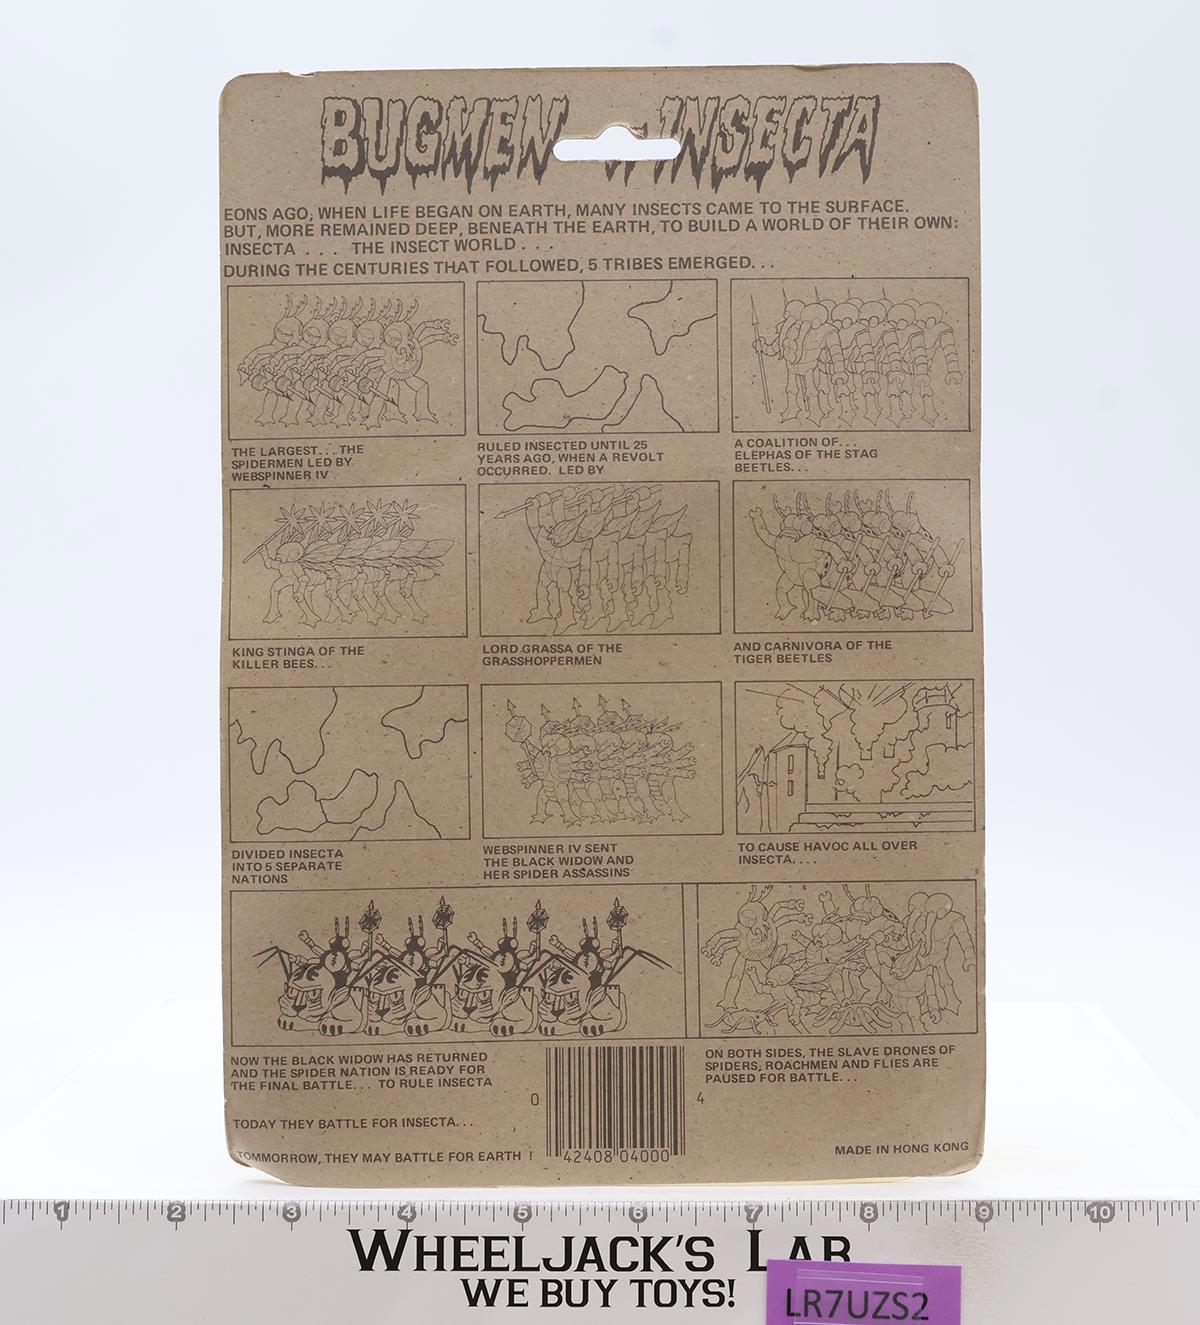 BUGMEN INSECTA
EONS AGO, WHEN LIFE BEGAN ON EARTH, MANY INSECTS CAME TO THE SURFACE.
BUT, MORE REMAINED DEEP, BENEATH THE EARTH, TO BUILD A WORLD OF THEIR OWN:
INSECTA . . . THE INSECT WORLD . . .
DURING THE CENTURIES THAT FOLLOWED, 5 TRIBES EMERGED. . .
THE LARGEST. . . THE
SPIDERMEN LED BY
WEBSPINNER IV
RULED INSECTED UNTIL 25
YEARS AGO, WHEN A REVOLT
OCCURRED. LED BY
A COALITION OF. . .
ELEPHAS OF THE STAG
BEETLES. . .
KING STINGA OF THE
KILLER BEES. . .
LORD GRASSA OF THE
GRASSHOPPERMEN
AND CARNIVORA OF THE
TIGER BEETLES
DIVIDED INSECTA
INTO 5 SEPARATE
NATIONS
WEBSPINNER IV SENT
THE BLACK WIDOW AND
HER SPIDER ASSASSINS
TO CAUSE HAVOC ALL OVER
INSECTA. . . .
NOW THE BLACK WIDOW HAS RETURNED
AND THE SPIDER NATION IS READY FOR
THE FINAL BATTLE. . . TO RULE INSECTA
ON BOTH SIDES, THE SLAVE DRONES OF
SPIDERS, ROACHMEN AND FLIES ARE
PAUSED FOR BATTLE. . .
TODAY THEY BATTLE FOR INSECTA. . .
TOMMORROW, THEY MAY BATTLE FOR EARTH !
0 42408 04000 4
MADE IN HONG KONG
1 2 3 4 5 6 7 8 9 10
WHEELJACK'S LAB
WE BUY TOYS!
LR7UZS2